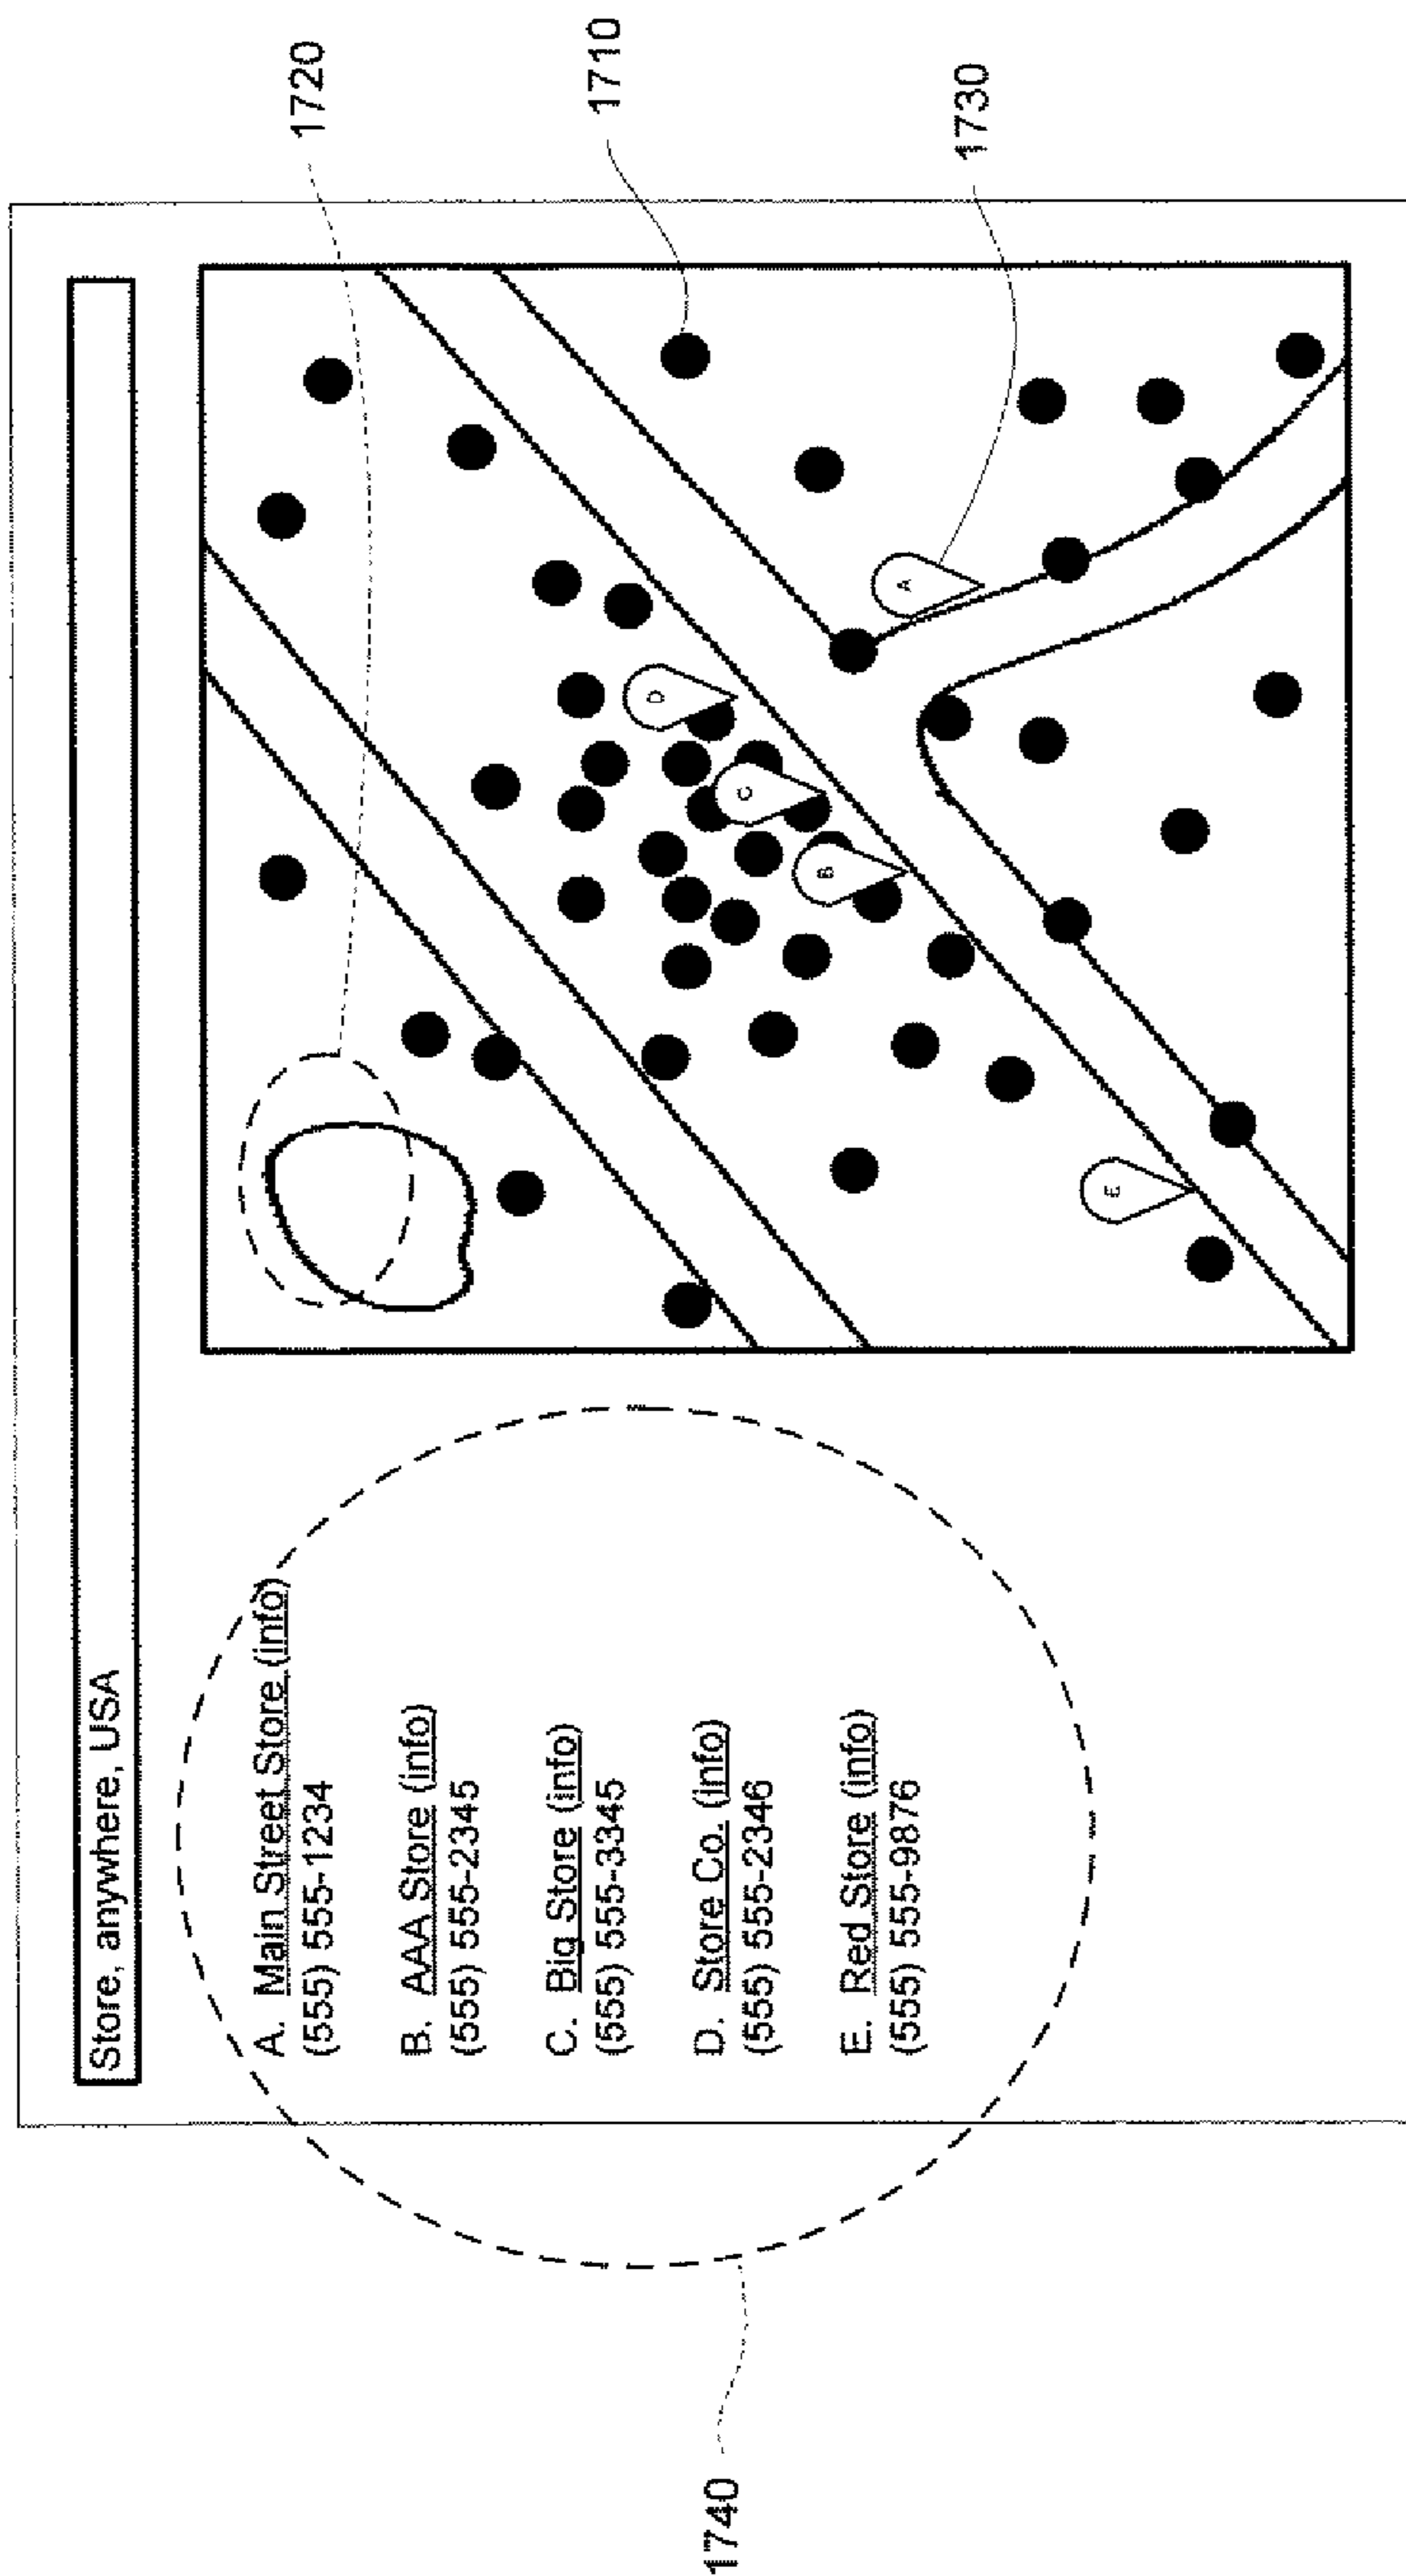 Store, anywhere, USA
A. Main Street Store (info)
(555) 555-1234
B. AAA Store (info)
(555) 555-2345
C. Big Store (info)
(555) 555-3345
D. Store Co. (info)
(555) 555-2346
E. Red Store (info)
(555) 555-9876
1740
1720
1710
1730
A
B
C
D
E